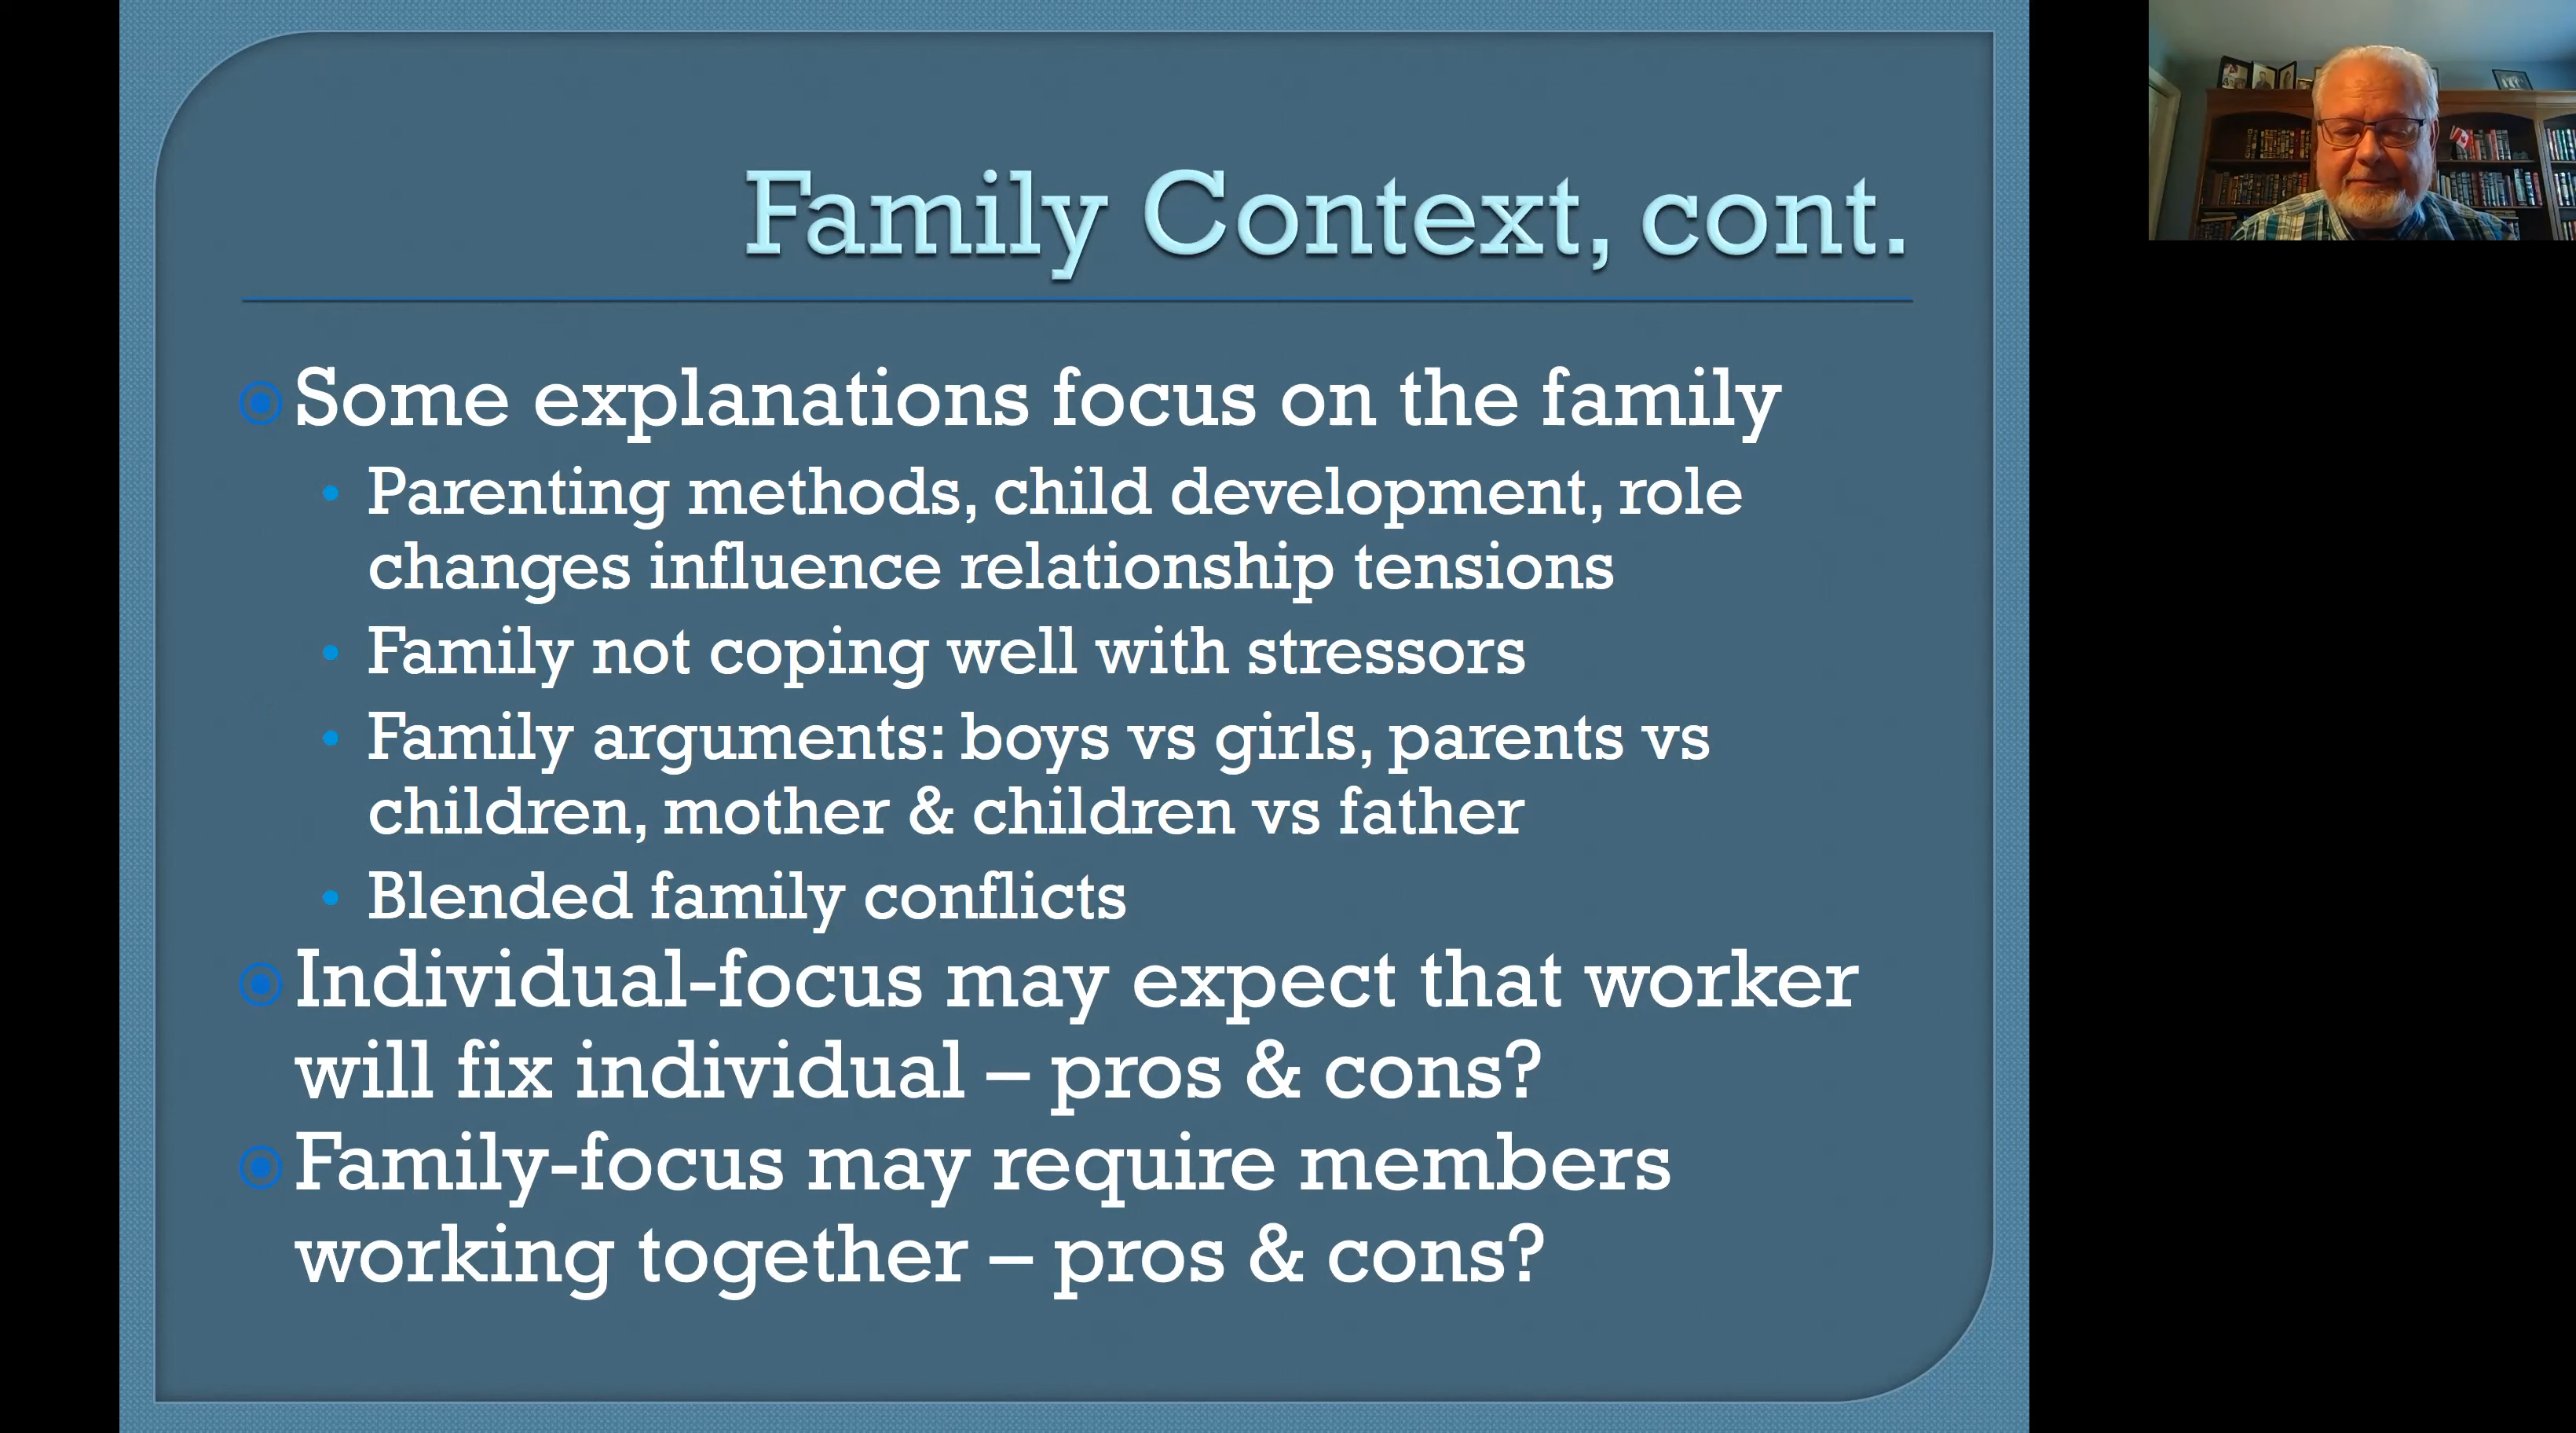 Family Context, cont.
Some explanations focus on the family
Parenting methods, child development, role
changes influence relationship tensions
Family not coping well with stressors
Family arguments: boys vs girls, parents vs
children, mother & children vs father
Blended family conflicts
Individual-focus may expect that worker
will fix individual – pros & cons?
Family-focus may require members
working together – pros & cons?